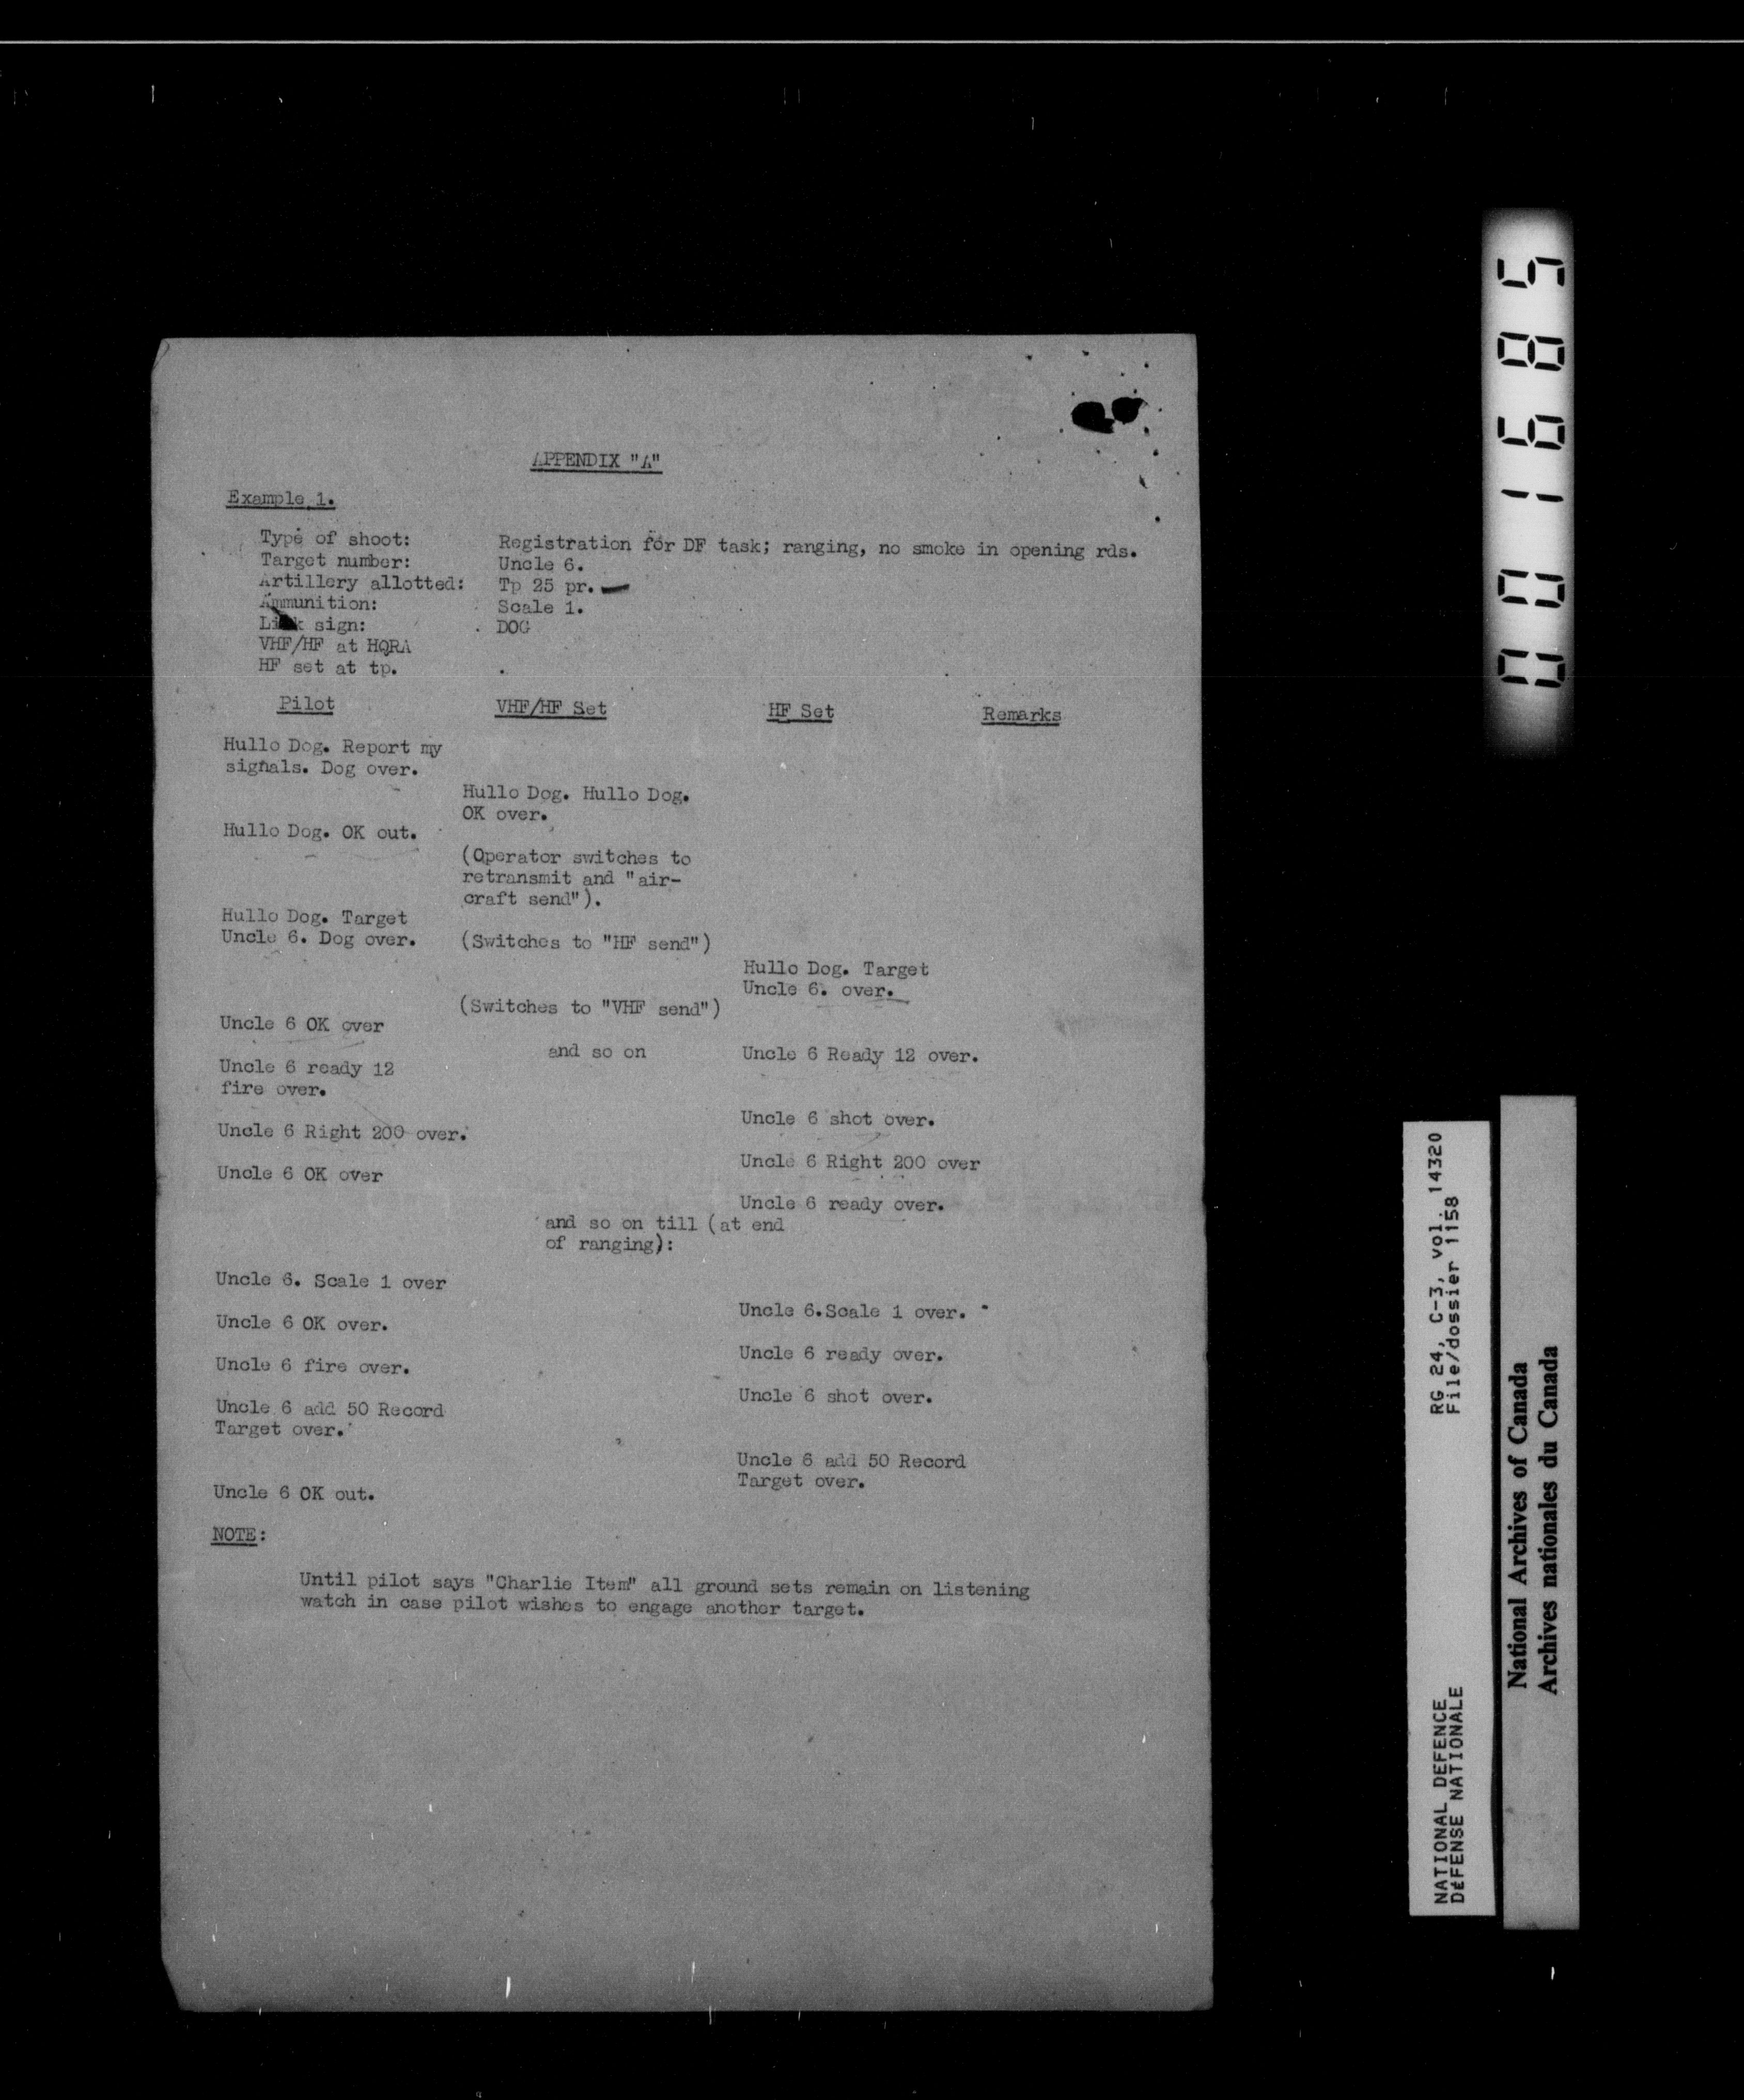 APPENDIX "A"
Example 1.
Type of shoot: Registration for DF task; ranging, no smoke in opening rds.
Target number: Uncle 6.
Artillery allotted: Tp 25 pr.
Ammunition: Scale 1.
Link sign: DOG
VHF/HF at HQRA
HF set at tp.
Pilot VHF/HF Set HF Set Remarks
Hullo Dog. Report my
signals. Dog over.
Hullo Dog. Hullo Dog.
OK over.
Hullo Dog. OK out.
(Operator switches to
retransmit and "air-
craft send").
Hullo Dog. Target
Uncle 6. Dog over. (Switches to "HF send")
Hullo Dog. Target
Uncle 6. over.
(Switches to "VHF send")
Uncle 6 OK over
and so on Uncle 6 Ready 12 over.
Uncle 6 ready 12
fire over.
Uncle 6 shot over.
Uncle 6 Right 200 over.
Uncle 6 Right 200 over
Uncle 6 OK over
Uncle 6 ready over.
and so on till (at end
of ranging):
Uncle 6. Scale 1 over
Uncle 6.Scale 1 over.
Uncle 6 OK over.
Uncle 6 ready over.
Uncle 6 fire over.
Uncle 6 shot over.
Uncle 6 add 50 Record
Target over.
Uncle 6 add 50 Record
Target over.
Uncle 6 OK out.
NOTE:
Until pilot says "Charlie Item" all ground sets remain on listening
watch in case pilot wishes to engage another target.
001685
RG 24, C-3, vol. 14320
File/dossier 1158
NATIONAL DEFENCE
DÉFENSE NATIONALE
National Archives of Canada
Archives nationales du Canada